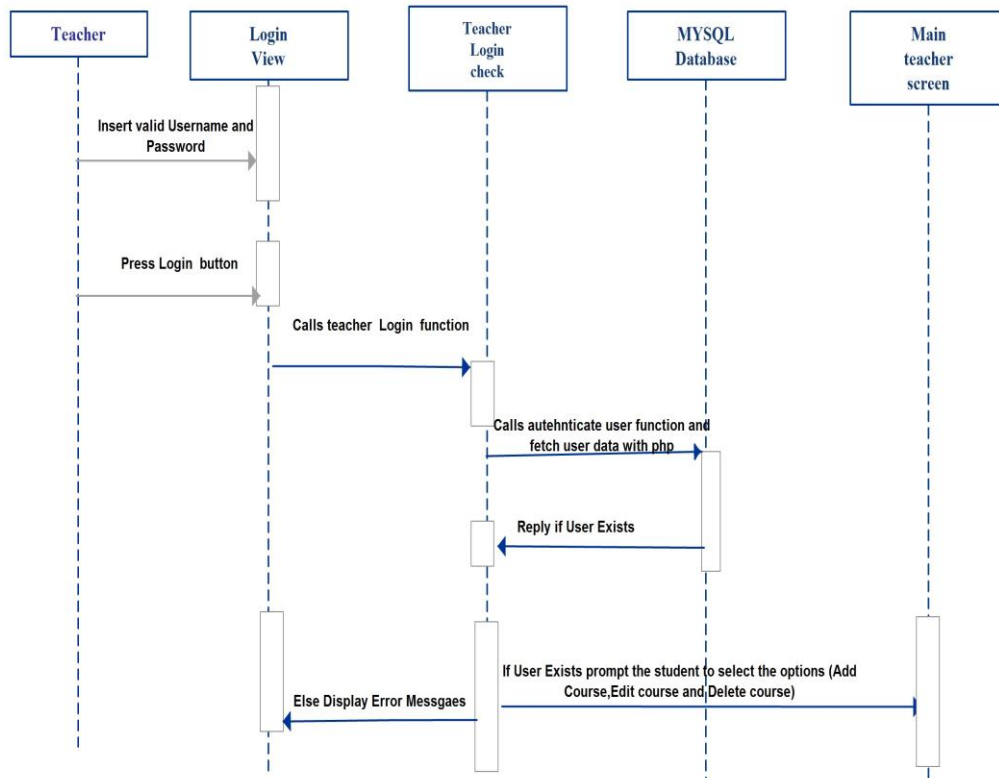 Teacher
Login
View
Teacher
Login
check
MYSQL
Database
Main
teacher
screen
Insert valid Username and
Password
Press Login button
Calls teacher Login function
Calls autehnticate user function and
fetch user data with php
Reply if User Exists
If User Exists prompt the student to select the options (Add
Course,Edit course and Delete course)
Else Display Error Messgaes